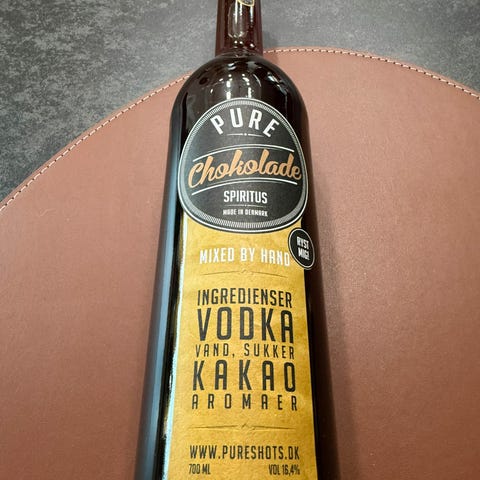 PURE
Chokolade
SPIRITUS
MADE IN DENMARK
MIXED BY HAND
RYST
MIG!
INGREDIENSER
VODKA
VAND, SUKKER
KAKAO
AROMAER
WWW.PURESHOTS.DK
700 ML VOL 16,4%